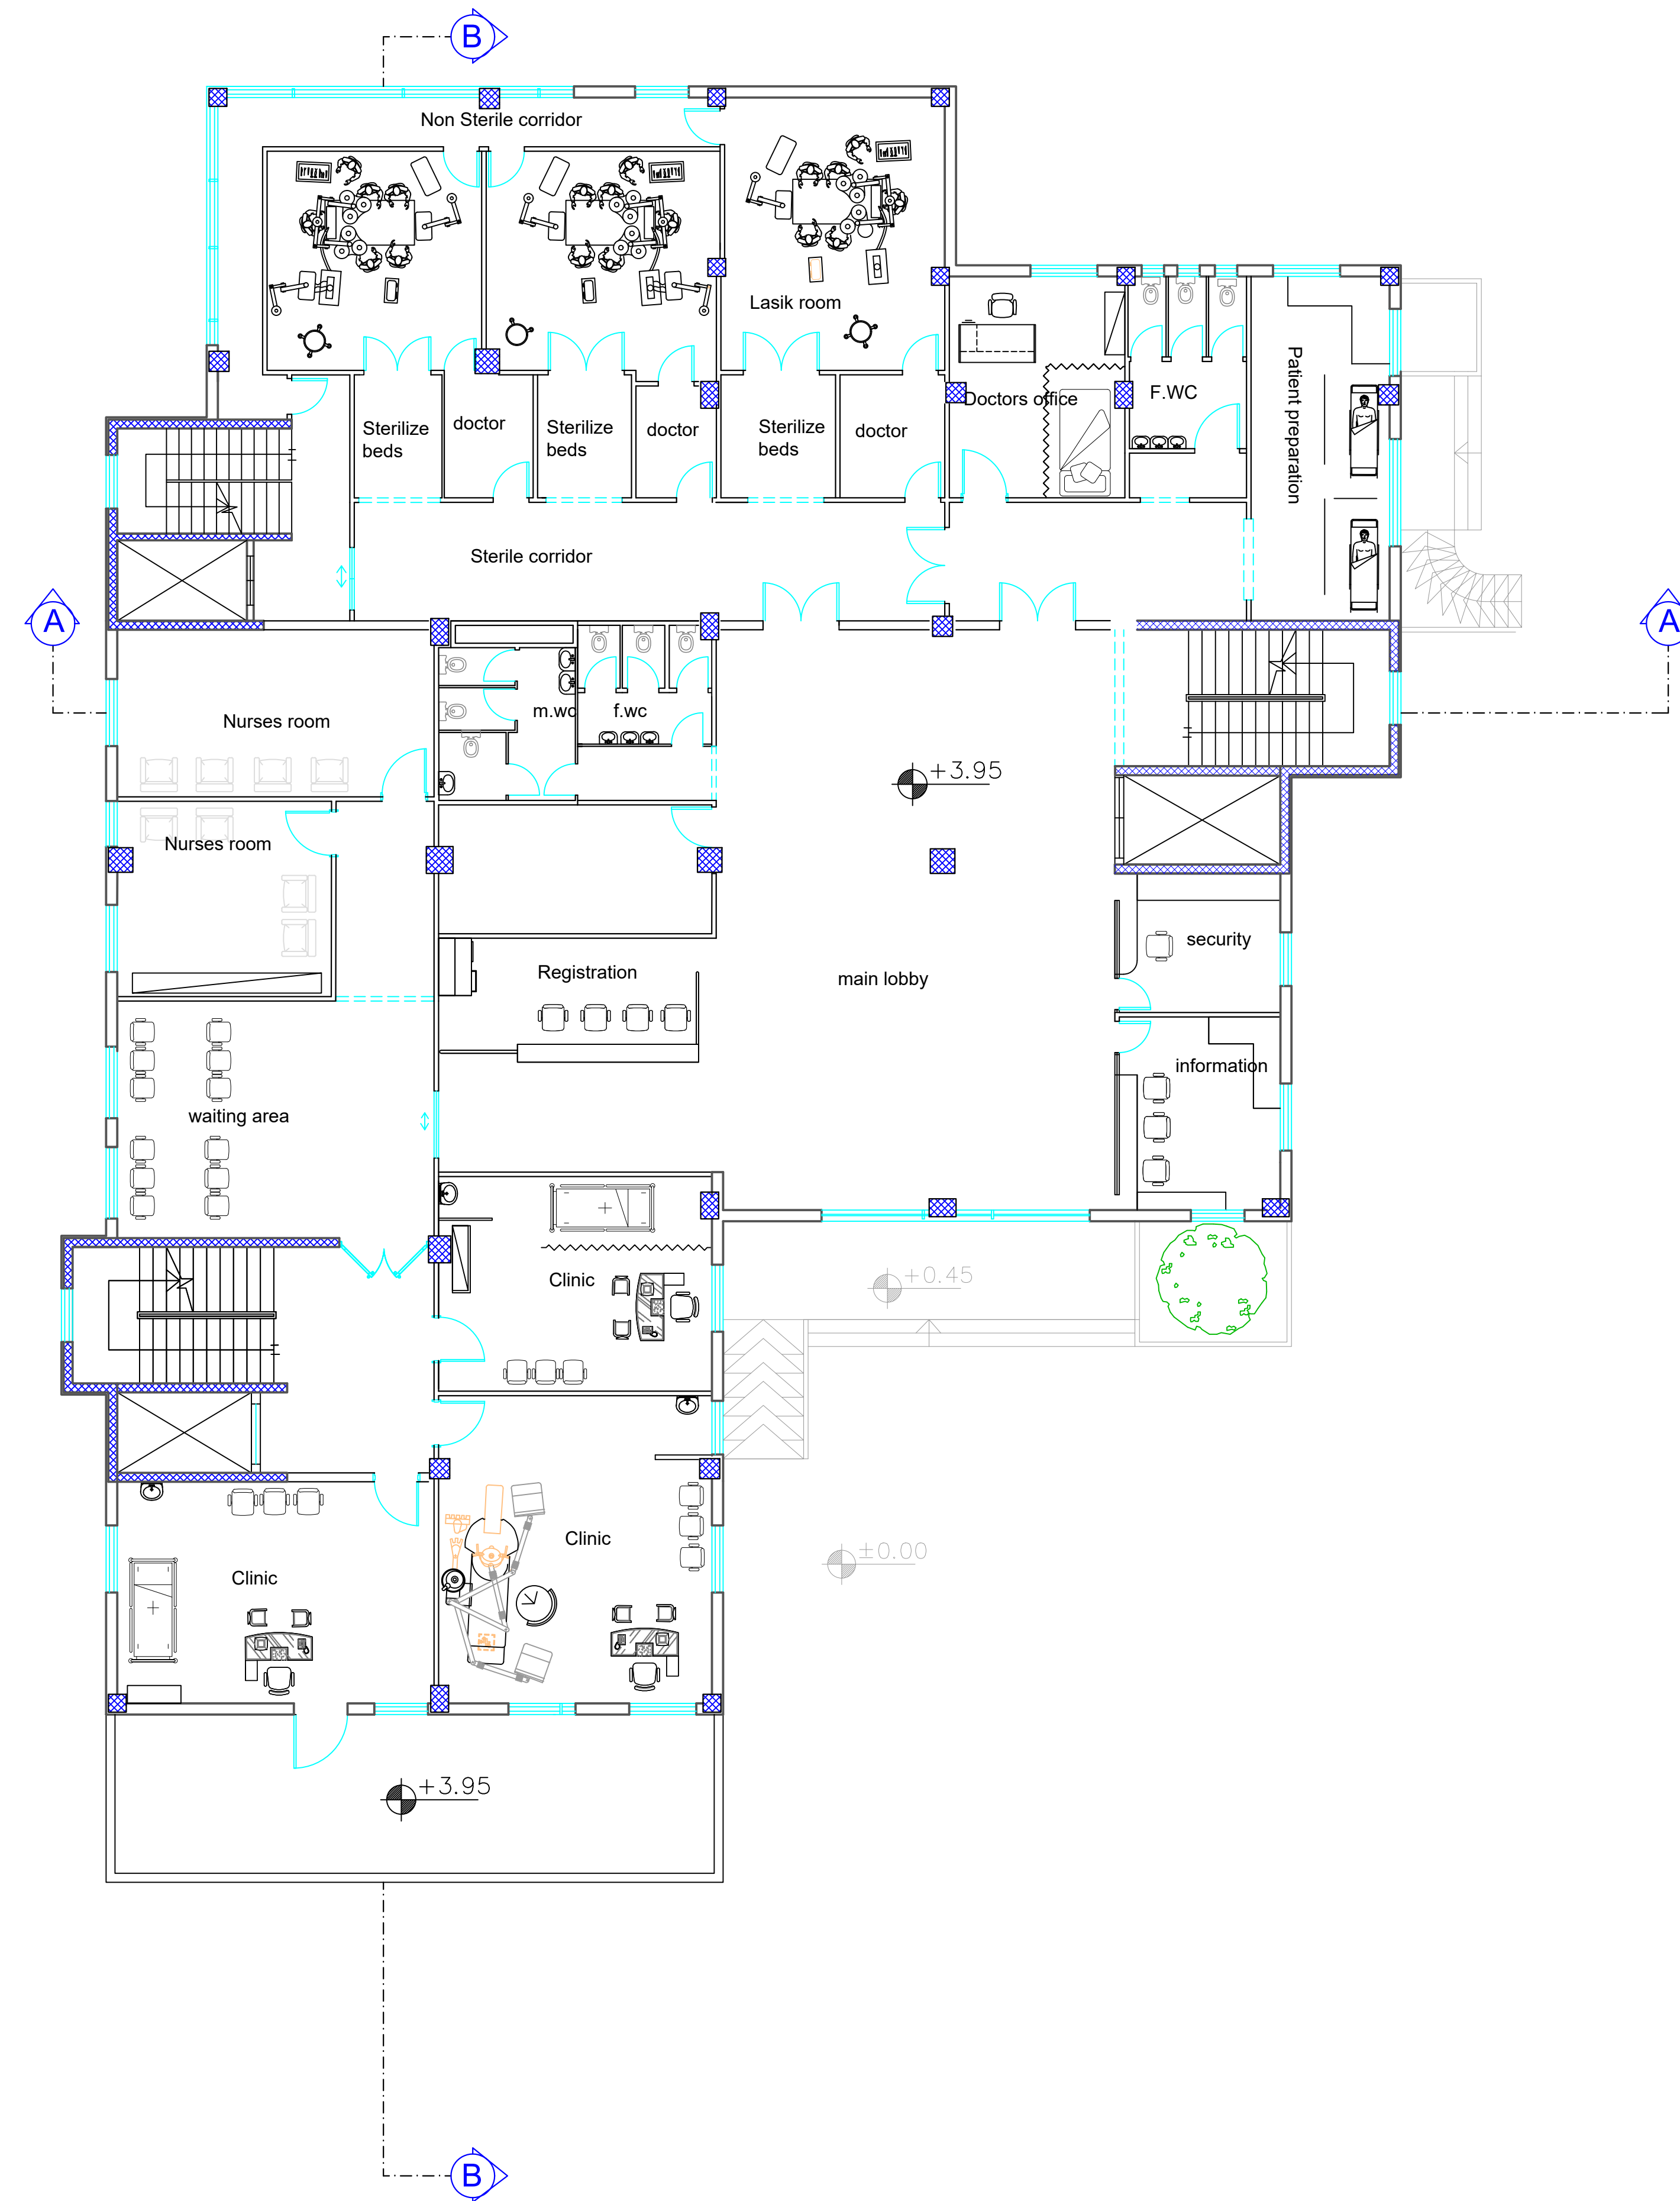 B
Non Sterile corridor
Lasik room
Patient preparation
F.WC
Doctors office
Sterilize
beds
doctor
Sterilize
beds
doctor
Sterilize
beds
doctor
Sterile corridor
A
A
m.wc
f.wc
Nurses room
+3.95
Nurses room
security
Registration
main lobby
information
waiting area
+0.45
Clinic
Clinic
±0.00
Clinic
+3.95
B